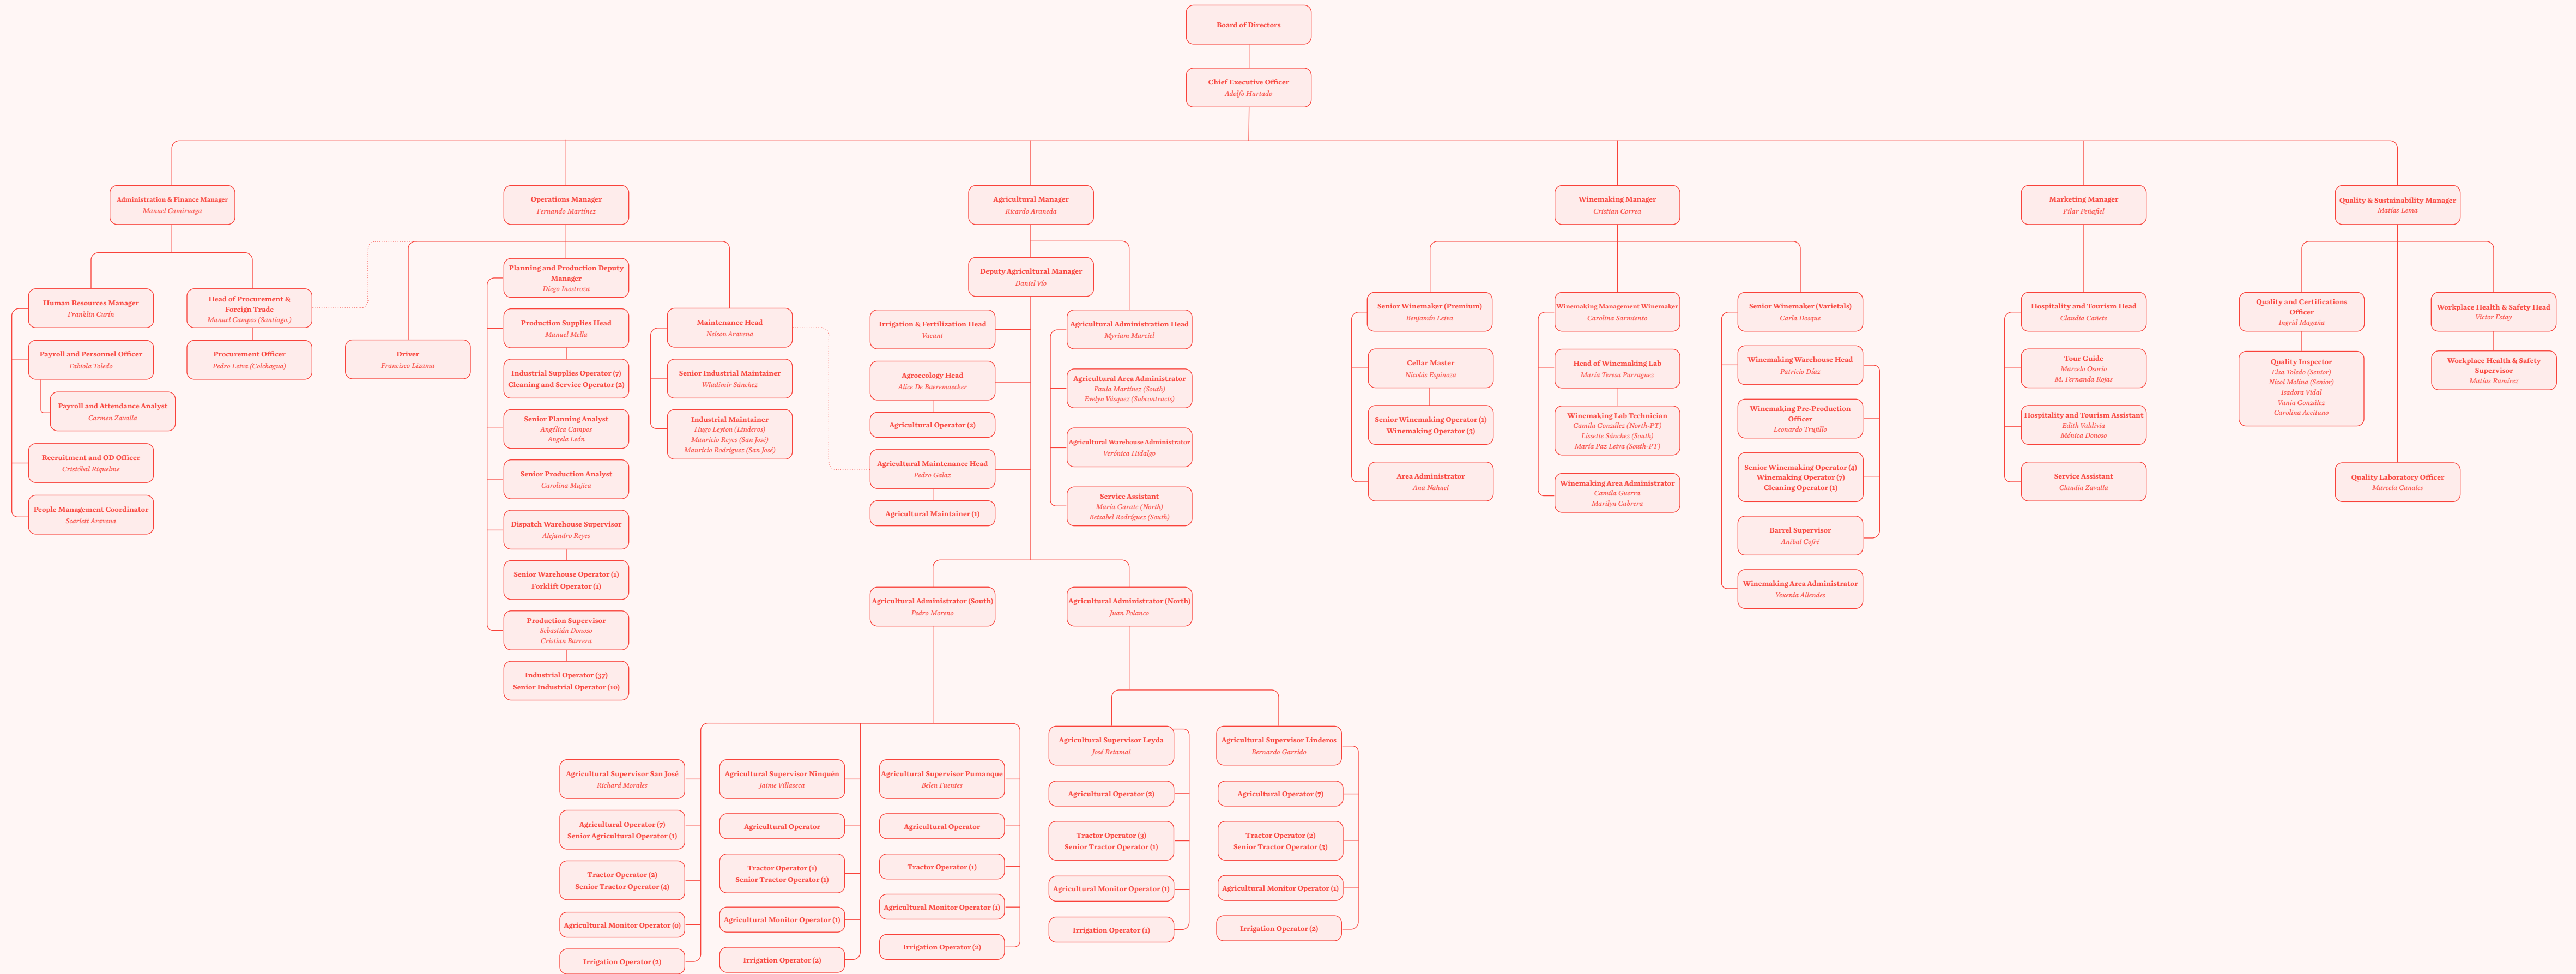 Board of Directors
Chief Executive Officer
Adolfo Hurtado
Administration & Finance Manager
Manuel Camiruaga
Operations Manager
Fernando Martínez
Agricultural Manager
Ricardo Araneda
Winemaking Manager
Cristian Correa
Marketing Manager
Pilar Peñafiel
Quality & Sustainability Manager
Matías Lema
Human Resources Manager
Franklin Curín
Payroll and Personnel Officer
Fabiola Toledo
Payroll and Attendance Analyst
Carmen Zavalla
Recruitment and OD Officer
Cristóbal Riquelme
People Management Coordinator
Scarlett Aravena
Head of Procurement &
Foreign Trade
Manuel Campos (Santiago.)
Procurement Officer
Pedro Leiva (Colchagua)
Driver
Francisco Lizama
Planning and Production Deputy
Manager
Diego Inostroza
Production Supplies Head
Manuel Mella
Industrial Supplies Operator (7)
Cleaning and Service Operator (2)
Senior Planning Analyst
Angélica Campos
Angela León
Senior Production Analyst
Carolina Mujica
Dispatch Warehouse Supervisor
Alejandro Reyes
Senior Warehouse Operator (1)
Forklift Operator (1)
Production Supervisor
Sebastián Donoso
Cristian Barrera
Industrial Operator (37)
Senior Industrial Operator (10)
Maintenance Head
Nelson Aravena
Senior Industrial Maintainer
Wladimir Sánchez
Industrial Maintainer
Hugo Leyton (Linderos)
Mauricio Reyes (San José)
Mauricio Rodríguez (San José)
Deputy Agricultural Manager
Daniel Vío
Irrigation & Fertilization Head
Vacant
Agroecology Head
Alice De Baeremaecker
Agricultural Operator (2)
Agricultural Maintenance Head
Pedro Galaz
Agricultural Maintainer (1)
Agricultural Administration Head
Myriam Marciel
Agricultural Area Administrator
Paula Martínez (South)
Evelyn Vásquez (Subcontracts)
Agricultural Warehouse Administrator
Verónica Hidalgo
Service Assistant
María Garate (North)
Betsabel Rodríguez (South)
Agricultural Administrator (South)
Pedro Moreno
Agricultural Administrator (North)
Juan Polanco
Agricultural Supervisor San José
Richard Morales
Agricultural Operator (7)
Senior Agricultural Operator (1)
Tractor Operator (2)
Senior Tractor Operator (4)
Agricultural Monitor Operator (0)
Irrigation Operator (2)
Agricultural Supervisor Ninquén
Jaime Villaseca
Agricultural Operator
Tractor Operator (1)
Senior Tractor Operator (1)
Agricultural Monitor Operator (1)
Irrigation Operator (2)
Agricultural Supervisor Pumanque
Belen Fuentes
Agricultural Operator
Tractor Operator (1)
Agricultural Monitor Operator (1)
Irrigation Operator (2)
Agricultural Supervisor Leyda
José Retamal
Agricultural Operator (2)
Tractor Operator (3)
Senior Tractor Operator (1)
Agricultural Monitor Operator (1)
Irrigation Operator (1)
Agricultural Supervisor Linderos
Bernardo Garrido
Agricultural Operator (7)
Tractor Operator (2)
Senior Tractor Operator (3)
Agricultural Monitor Operator (1)
Irrigation Operator (2)
Senior Winemaker (Premium)
Benjamín Leiva
Cellar Master
Nicolás Espinoza
Senior Winemaking Operator (1)
Winemaking Operator (3)
Area Administrator
Ana Nahuel
Winemaking Management Winemaker
Carolina Sarmiento
Head of Winemaking Lab
María Teresa Parraguez
Winemaking Lab Technician
Camila González (North-PT)
Lissette Sánchez (South)
María Paz Leiva (South-PT)
Winemaking Area Administrator
Camila Guerra
Marilyn Cabrera
Senior Winemaker (Varietals)
Carla Dosque
Winemaking Warehouse Head
Patricio Díaz
Winemaking Pre-Production
Officer
Leonardo Trujillo
Senior Winemaking Operator (4)
Winemaking Operator (7)
Cleaning Operator (1)
Barrel Supervisor
Aníbal Cofré
Winemaking Area Administrator
Yexenia Allendes
Hospitality and Tourism Head
Claudia Cañete
Tour Guide
Marcelo Osorio
M. Fernanda Rojas
Hospitality and Tourism Assistant
Edith Valdivia
Mónica Donoso
Service Assistant
Claudia Zavalla
Quality and Certifications
Officer
Ingrid Magaña
Quality Inspector
Elsa Toledo (Senior)
Nicol Molina (Senior)
Isadora Vidal
Vania González
Carolina Aceituno
Workplace Health & Safety Head
Víctor Estay
Workplace Health & Safety
Supervisor
Matías Ramírez
Quality Laboratory Officer
Marcela Canales